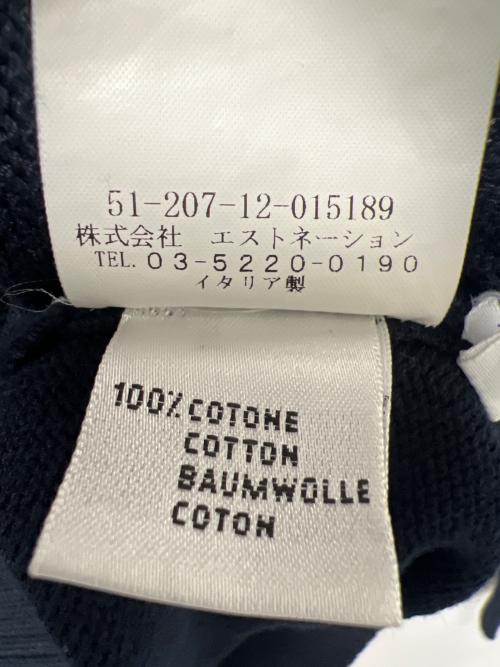 51-207-12-015189
株式会社　エストネーション
TEL. ０３-５２２０-０１９０
イタリア製
100% COTONE
COTTON
BAUMWOLLE
COTON